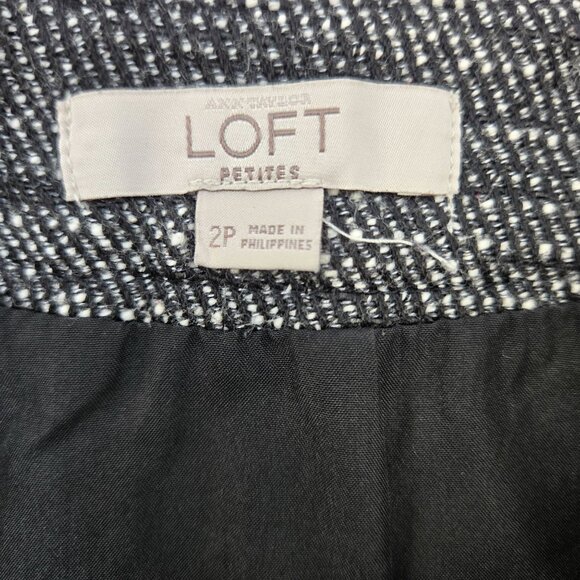 ANN TAYLOR
LOFT
PETITES
2P
MADE IN
PHILIPPINES